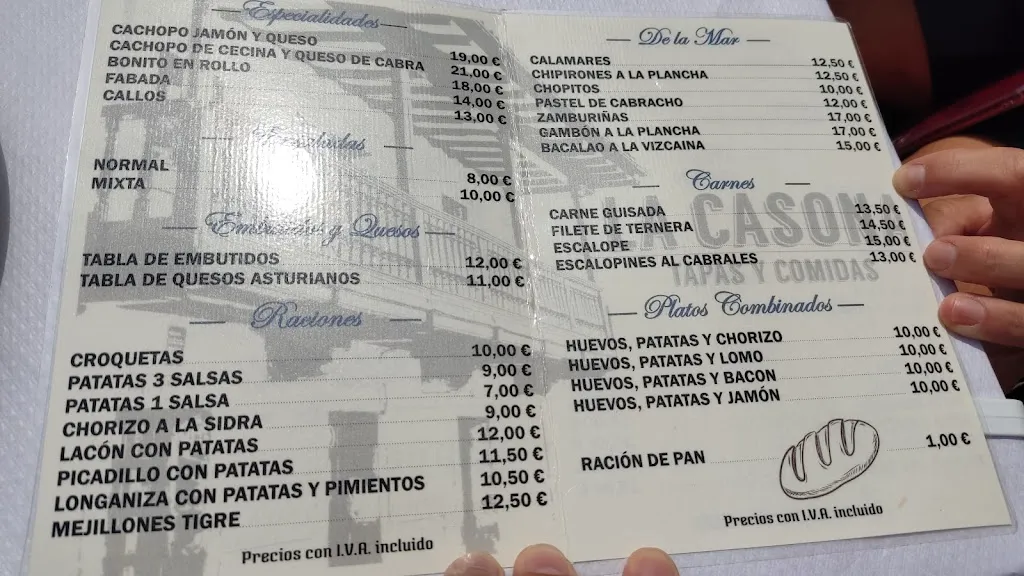 Especialidades
CACHOPO JAMÓN Y QUESO 19,00 €
CACHOPO DE CECINA Y QUESO DE CABRA 21,00 €
BONITO EN ROLLO 18,00 €
FABADA 14,00 €
CALLOS 13,00 €
NORMAL 8,00 €
MIXTA 10,00 €
Embutidos y Quesos
TABLA DE EMBUTIDOS 12,00 €
TABLA DE QUESOS ASTURIANOS 11,00 €
Raciones
CROQUETAS 10,00 €
PATATAS 3 SALSAS 9,00 €
PATATAS 1 SALSA 7,00 €
CHORIZO A LA SIDRA 9,00 €
LACÓN CON PATATAS 12,00 €
PICADILLO CON PATATAS 11,50 €
LONGANIZA CON PATATAS Y PIMIENTOS 10,50 €
MEJILLONES TIGRE 12,50 €
Precios con I.V.A. incluido
De la Mar
CALAMARES 12,50 €
CHIPIRONES A LA PLANCHA 12,50 €
CHOPITOS 10,00 €
PASTEL DE CABRACHO 12,00 €
ZAMBURIÑAS 17,00 €
GAMBÓN A LA PLANCHA 17,00 €
BACALAO A LA VIZCAINA 15,00 €
Carnes
CARNE GUISADA 13,50 €
FILETE DE TERNERA 14,50 €
ESCALOPE 15,00 €
ESCALOPINES AL CABRALES 13,00 €
LA CASON
TAPAS Y COMIDAS
Platos Combinados
HUEVOS, PATATAS Y CHORIZO 10,00 €
HUEVOS, PATATAS Y LOMO 10,00 €
HUEVOS, PATATAS Y BACON 10,00 €
HUEVOS, PATATAS Y JAMÓN 10,00 €
RACIÓN DE PAN 1,00 €
Precios con I.V.A. incluido